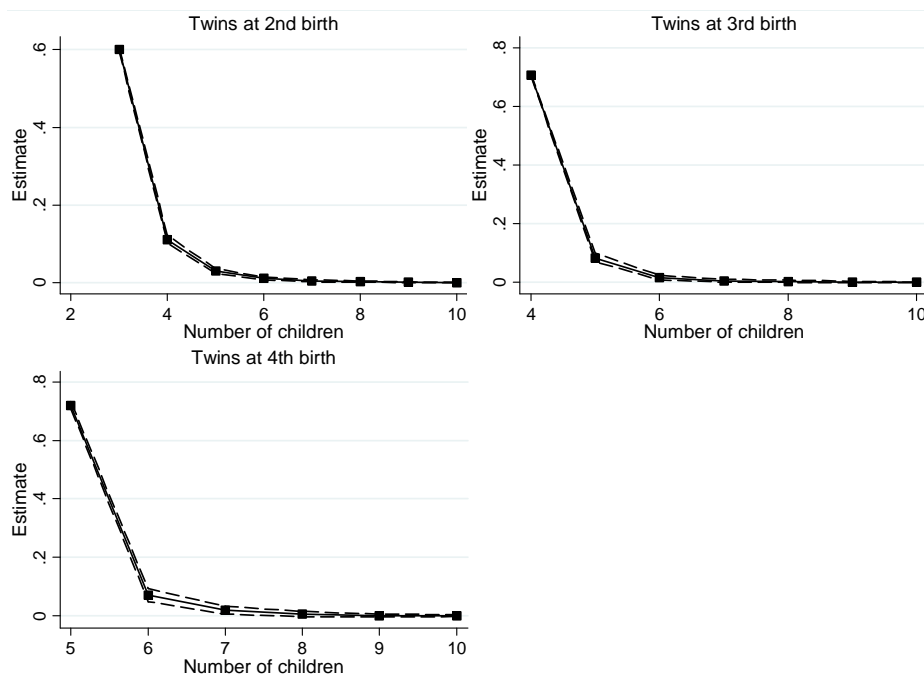 Twins at 2nd birth
Estimate
0 .2 .4 .6
2 4 6 8 10
Number of children
Twins at 3rd birth
Estimate
0 .2 .4 .6 .8
4 6 8 10
Number of children
Twins at 4th birth
Estimate
0 .2 .4 .6 .8
5 6 7 8 9 10
Number of children